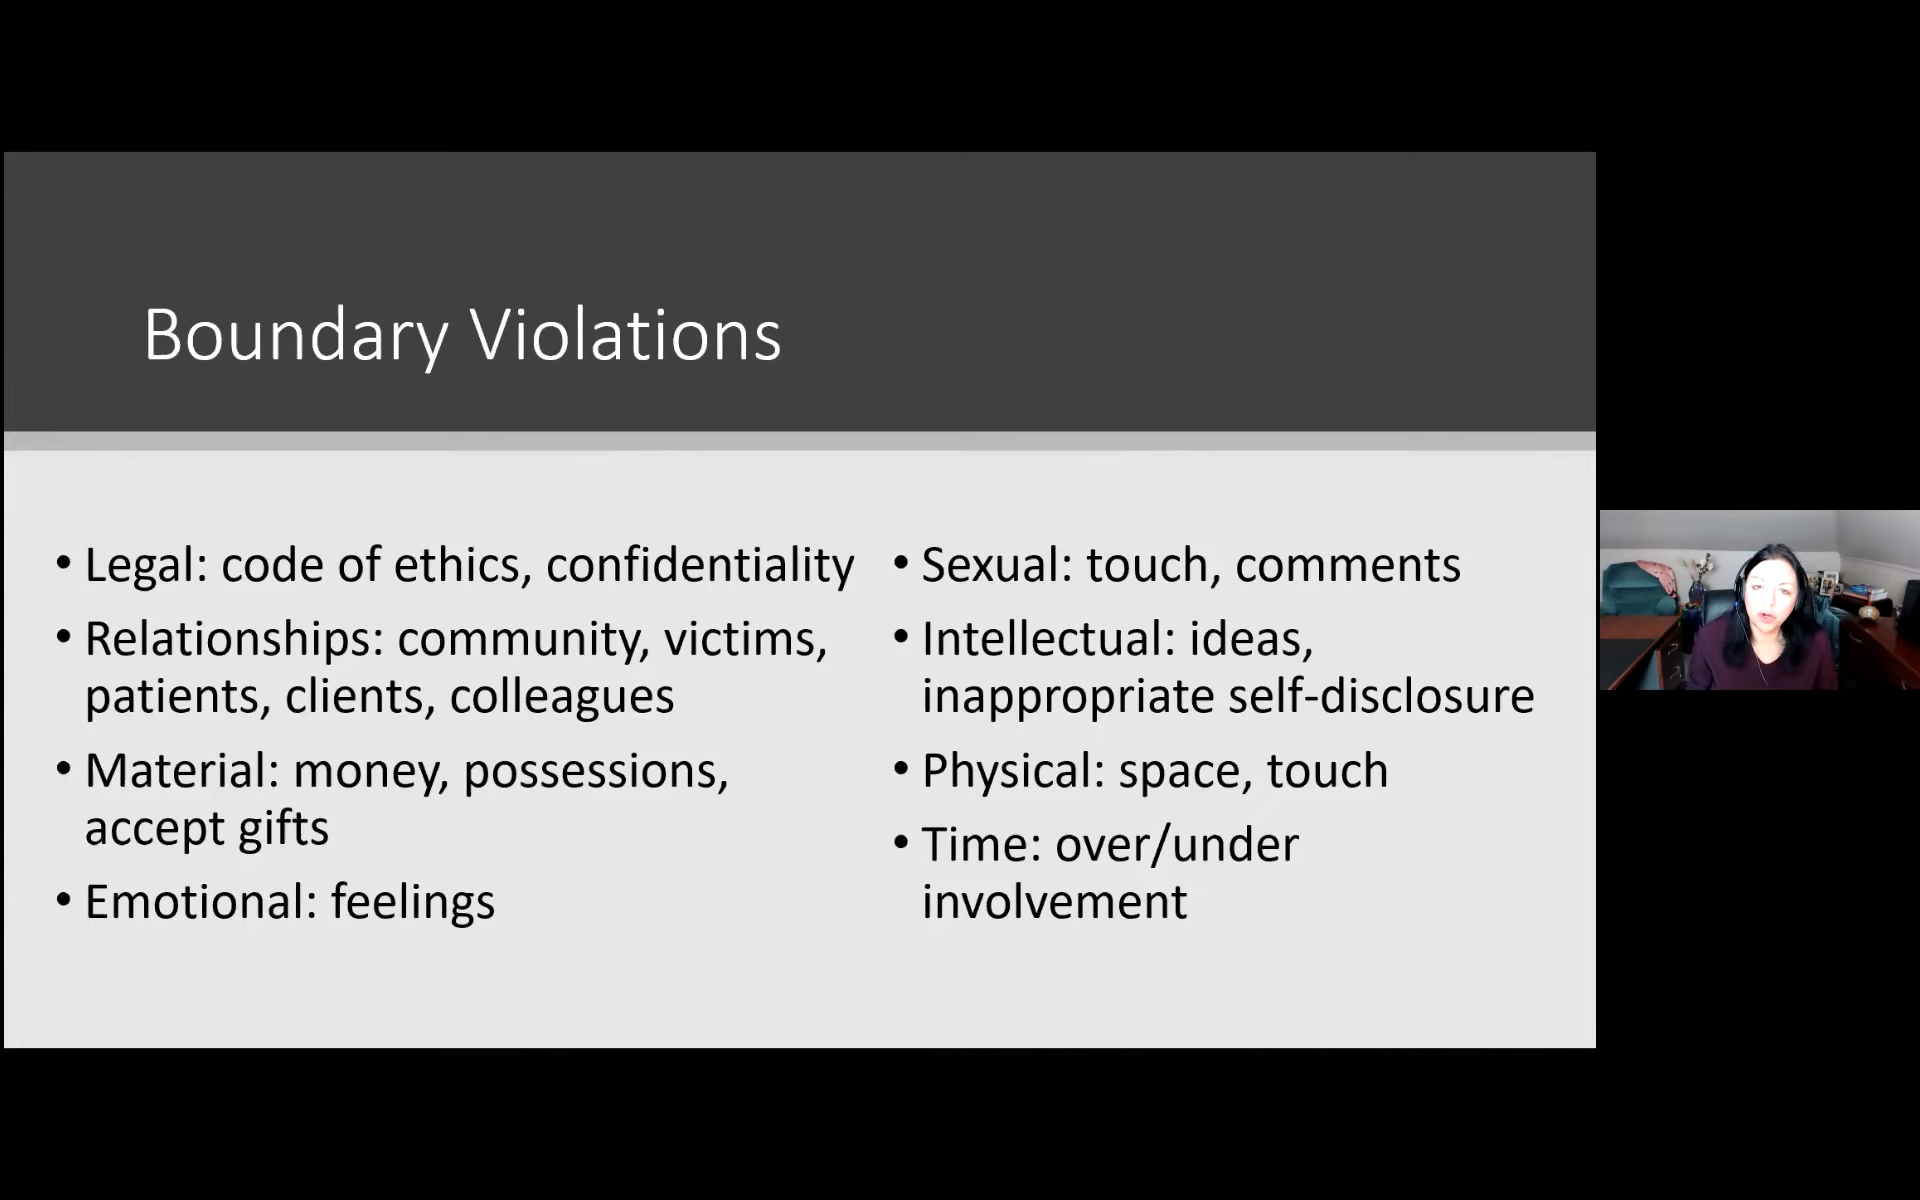 Boundary Violations
• Legal: code of ethics, confidentiality
• Relationships: community, victims,
patients, clients, colleagues
• Material: money, possessions,
accept gifts
• Emotional: feelings
• Sexual: touch, comments
• Intellectual: ideas,
inappropriate self-disclosure
• Physical: space, touch
• Time: over/under
involvement